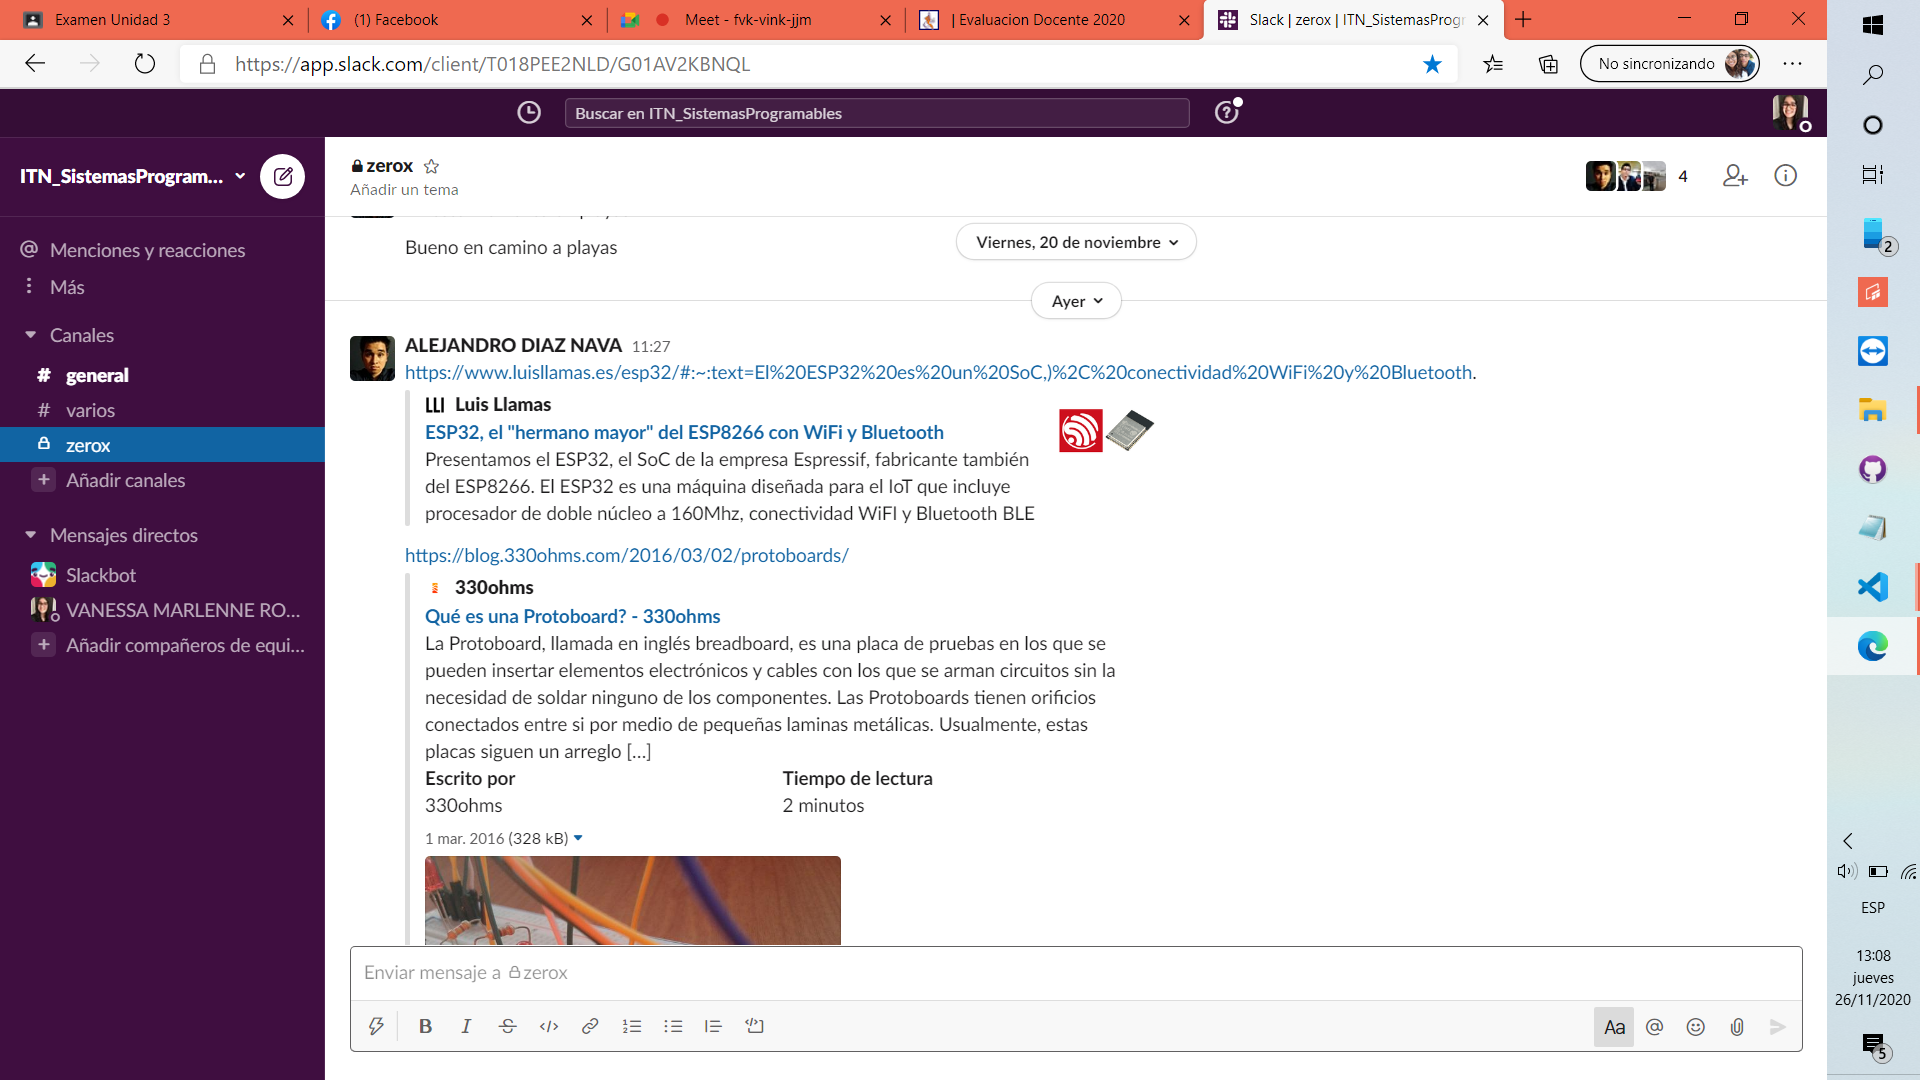 Examen Unidad 3
(1) Facebook
Meet - fvk-vink-jjm
| Evaluacion Docente 2020
Slack | zerox | ITN_SistemasProgr
https://app.slack.com/client/T018PEE2NLD/G01AV2KBNQL
No sincronizando
Buscar en ITN_SistemasProgramables
ITN_SistemasProgram...
Menciones y reacciones
Más
Canales
# general
# varios
zerox
+ Añadir canales
Mensajes directos
Slackbot
VANESSA MARLENNE RO...
+ Añadir compañeros de equi...
zerox
Añadir un tema
4
Bueno en camino a playas
Viernes, 20 de noviembre
Ayer
ALEJANDRO DIAZ NAVA 11:27
https://www.luisllamas.es/esp32/#:~:text=El%20ESP32%20es%20un%20SoC,)%2C%20conectividad%20WiFi%20y%20Bluetooth.
Luis Llamas
ESP32, el "hermano mayor" del ESP8266 con WiFi y Bluetooth
Presentamos el ESP32, el SoC de la empresa Espressif, fabricante también
del ESP8266. El ESP32 es una máquina diseñada para el IoT que incluye
procesador de doble núcleo a 160Mhz, conectividad WiFI y Bluetooth BLE
https://blog.330ohms.com/2016/03/02/protoboards/
330ohms
Qué es una Protoboard? - 330ohms
La Protoboard, llamada en inglés breadboard, es una placa de pruebas en los que se
pueden insertar elementos electrónicos y cables con los que se arman circuitos sin la
necesidad de soldar ninguno de los componentes. Las Protoboards tienen orificios
conectados entre si por medio de pequeñas laminas metálicas. Usualmente, estas
placas siguen un arreglo [...]
Escrito por
Tiempo de lectura
330ohms
2 minutos
1 mar. 2016 (328 kB)
Enviar mensaje a zerox
B I S
Aa @
2
ESP
13:08
jueves
26/11/2020
5